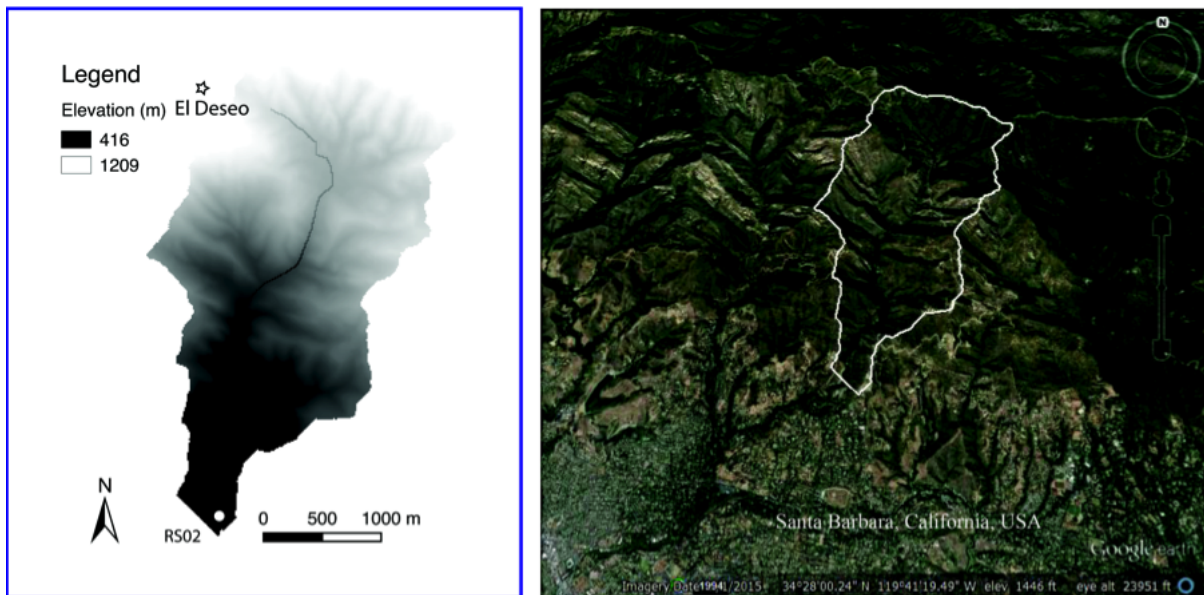 Legend
Elevation (m)
416
1209
El Deseo
N
RS02
0 500 1000 m
N
Santa Barbara, California, USA
Google earth
1994
34°28'00.24" N 119°41'19.49" W elev 1446 ft eye alt 23951 ft